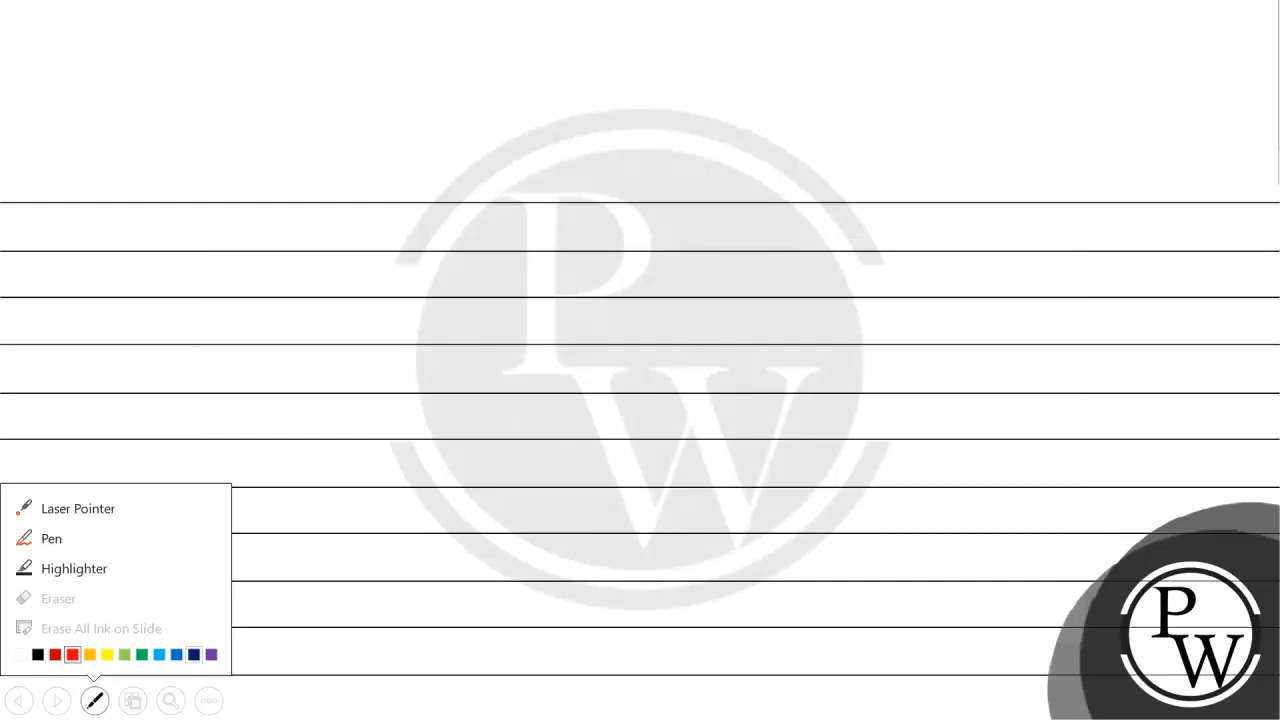 P
W
Laser Pointer
Pen
Highlighter
Eraser
Erase All Ink on Slide
P
W